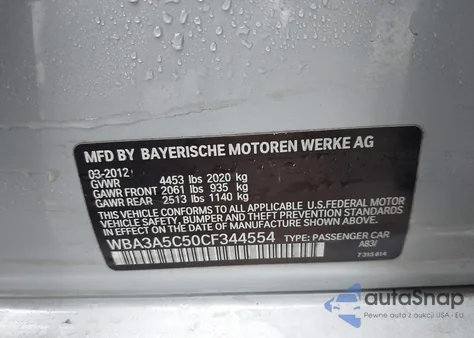 MFD BY BAYERISCHE MOTOREN WERKE AG
03-2012
GVWR 4453 lbs 2020 kg
GAWR FRONT 2061 lbs 935 kg
GAWR REAR 2513 lbs 1140 kg
THIS VEHICLE CONFORMS TO ALL APPLICABLE U.S.FEDERAL MOTOR
VEHICLE SAFETY, BUMPER, AND THEFT PREVENTION STANDARDS IN
EFFECT ON THE DATE OF MANUFACTURE SHOWN ABOVE.
WBA3A5C50CF344554 TYPE: PASSENGER CAR
A83/
7 315 814
autoSnap
Pewne auta z aukcji USA - EU